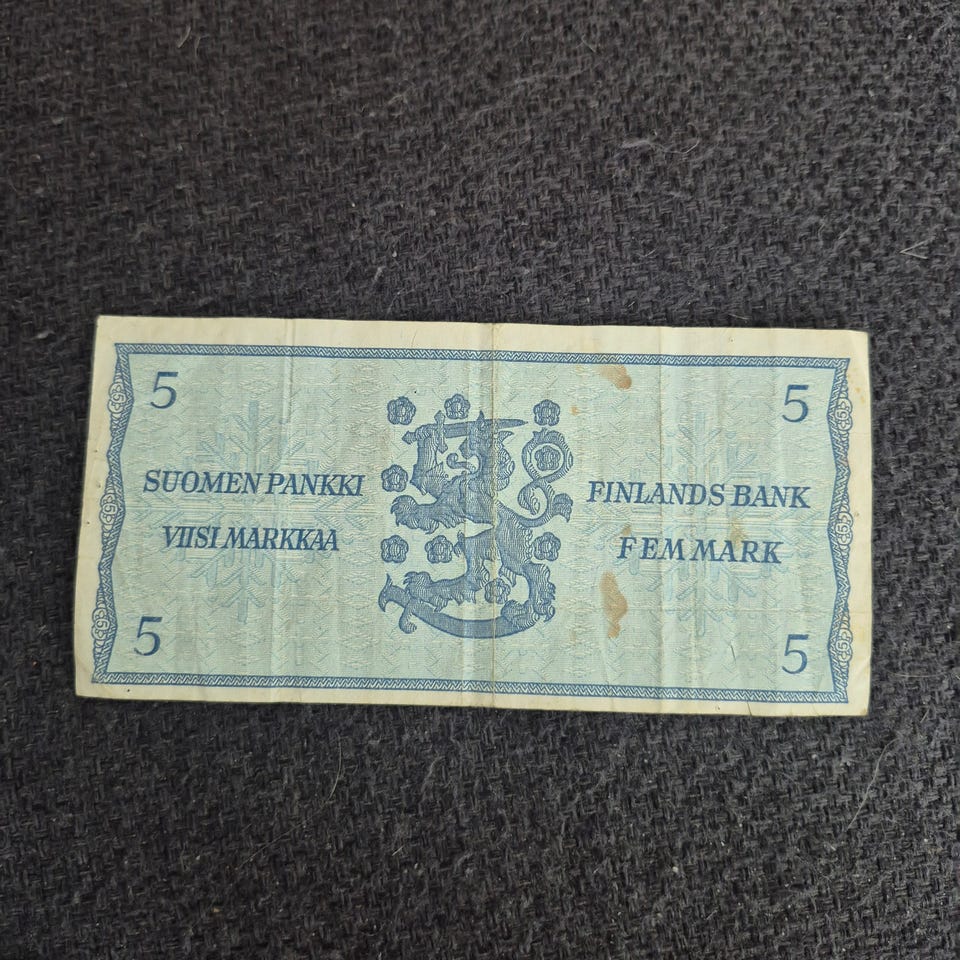 5 5
SUOMEN PANKKI FINLANDS BANK
VIISI MARKKAA FEM MARK
5 5